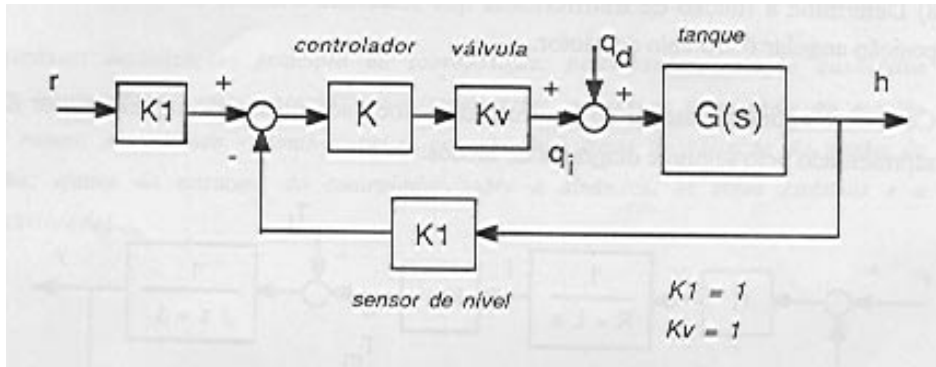 controlador
válvula
tanque
q_d
r
K1
+
-
K
Kv
+
q_i
+
G(s)
h
K1
sensor de nível
K1 = 1
Kv = 1